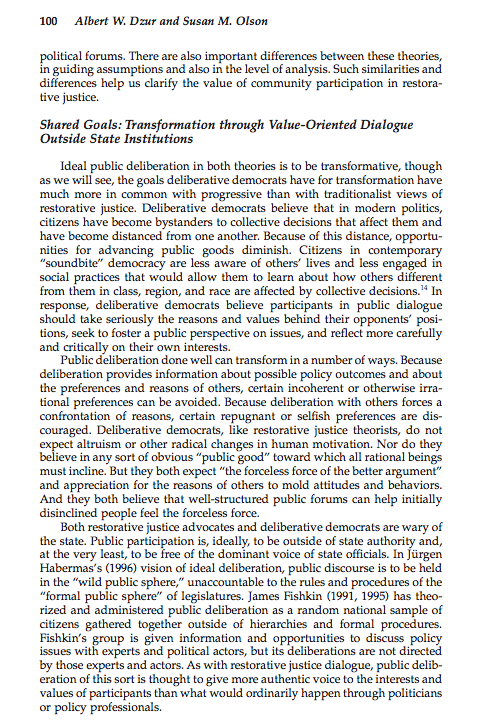 100 Albert W. Dzur and Susan M. Olson
political forums. There are also important differences between these theories,
in guiding assumptions and also in the level of analysis. Such similarities and
differences help us clarify the value of community participation in restora-
tive justice.
Shared Goals: Transformation through Value-Oriented Dialogue
Outside State Institutions
Ideal public deliberation in both theories is to be transformative, though
as we will see, the goals deliberative democrats have for transformation have
much more in common with progressive than with traditionalist views of
restorative justice. Deliberative democrats believe that in modern politics,
citizens have become bystanders to collective decisions that affect them and
have become distanced from one another. Because of this distance, opportu-
nities for advancing public goods diminish. Citizens in contemporary
“soundbite” democracy are less aware of others’ lives and less engaged in
social practices that would allow them to learn about how others different
from them in class, region, and race are affected by collective decisions.14 In
response, deliberative democrats believe participants in public dialogue
should take seriously the reasons and values behind their opponents’ posi-
tions, seek to foster a public perspective on issues, and reflect more carefully
and critically on their own interests.
Public deliberation done well can transform in a number of ways. Because
deliberation provides information about possible policy outcomes and about
the preferences and reasons of others, certain incoherent or otherwise irra-
tional preferences can be avoided. Because deliberation with others forces a
confrontation of reasons, certain repugnant or selfish preferences are dis-
couraged. Deliberative democrats, like restorative justice theorists, do not
expect altruism or other radical changes in human motivation. Nor do they
believe in any sort of obvious “public good” toward which all rational beings
must incline. But they both expect “the forceless force of the better argument”
and appreciation for the reasons of others to mold attitudes and behaviors.
And they both believe that well-structured public forums can help initially
disinclined people feel the forceless force.
Both restorative justice advocates and deliberative democrats are wary of
the state. Public participation is, ideally, to be outside of state authority and,
at the very least, to be free of the dominant voice of state officials. In Jürgen
Habermas’s (1996) vision of ideal deliberation, public discourse is to be held
in the “wild public sphere,” unaccountable to the rules and procedures of the
“formal public sphere” of legislatures. James Fishkin (1991, 1995) has theo-
rized and administered public deliberation as a random national sample of
citizens gathered together outside of hierarchies and formal procedures.
Fishkin’s group is given information and opportunities to discuss policy
issues with experts and political actors, but its deliberations are not directed
by those experts and actors. As with restorative justice dialogue, public delib-
eration of this sort is thought to give more authentic voice to the interests and
values of participants than what would ordinarily happen through politicians
or policy professionals.